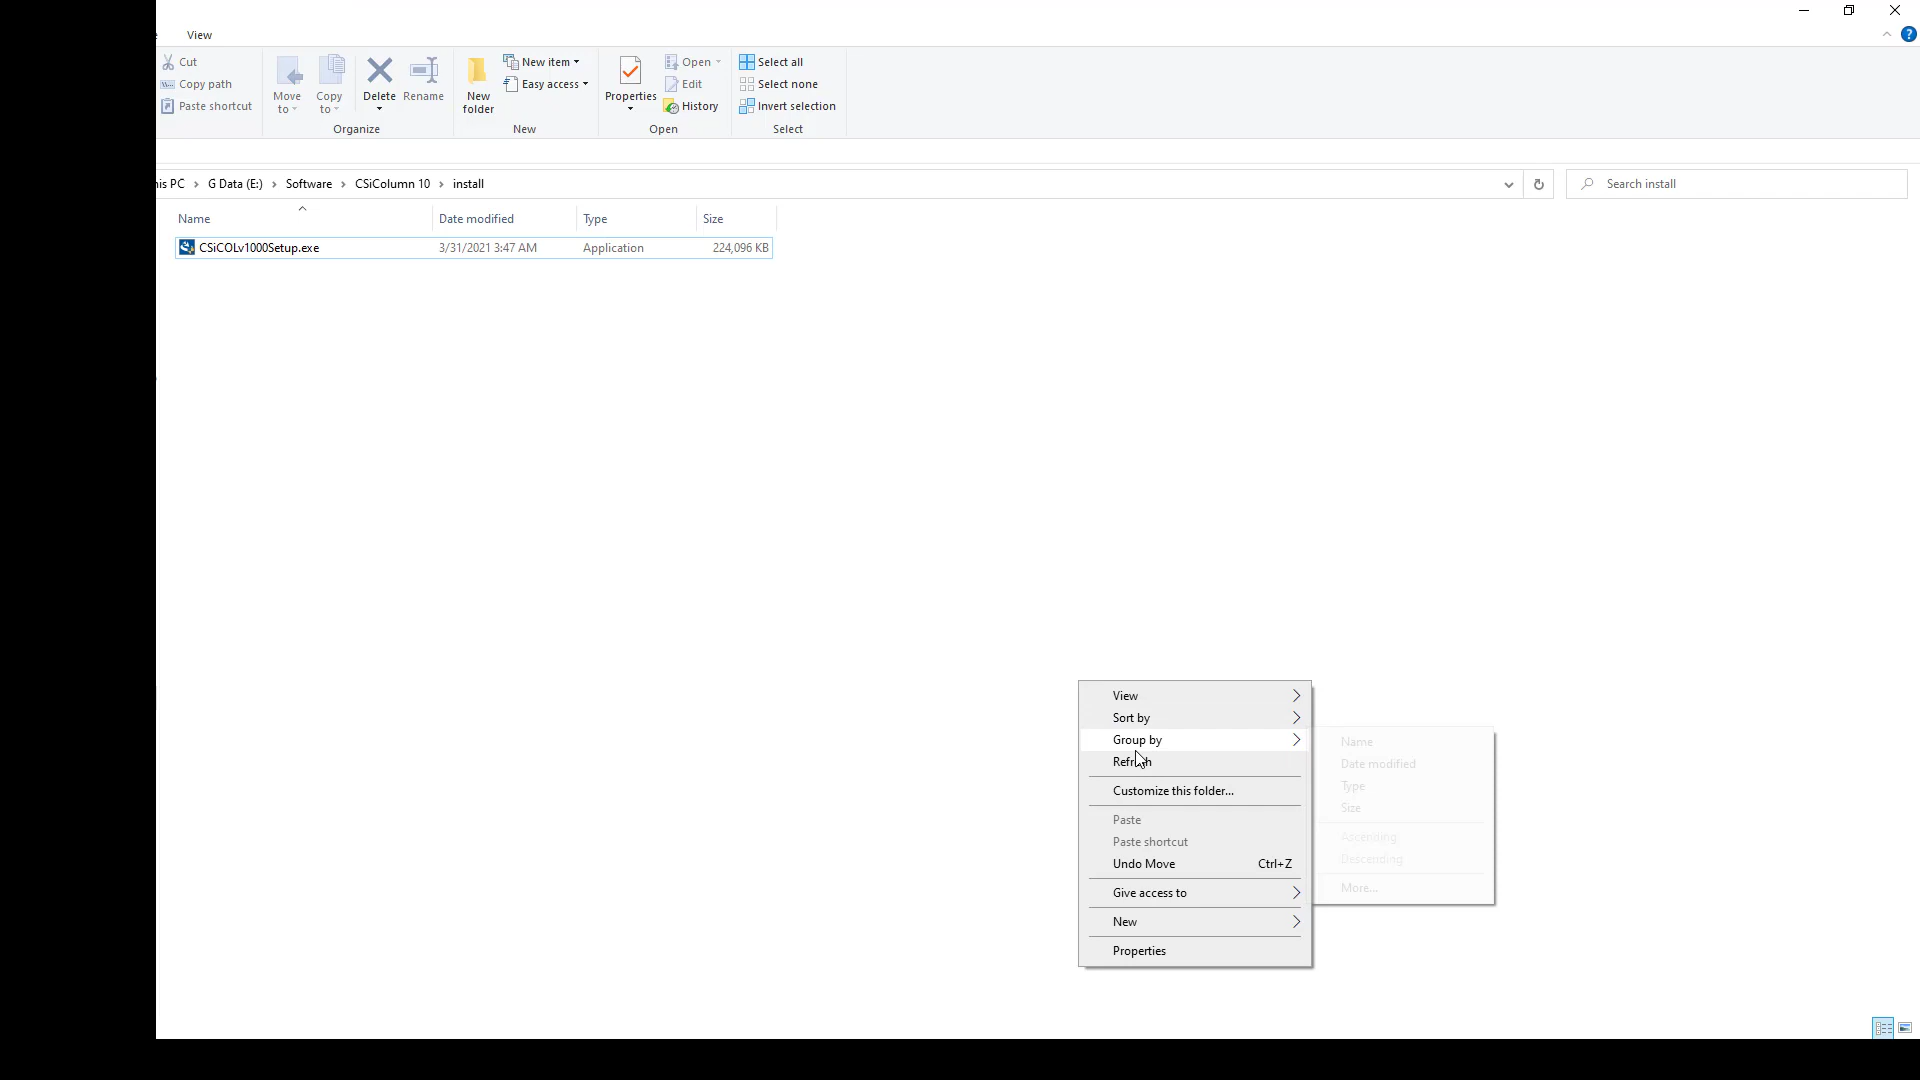 View
Cut
Copy path
Paste shortcut
Move to
Copy to
Delete
Rename
Organize
New folder
New item
Easy access
New
Properties
Open
Edit
History
Open
Select all
Select none
Invert selection
Select
his PC > G Data (E:) > Software > CSiColumn 10 > install
Search install
Name Date modified Type Size
CSiCOLv1000Setup.exe 3/31/2021 3:47 AM Application 224,096 KB
View
Sort by
Group by
Refresh
Customize this folder...
Paste
Paste shortcut
Undo Move Ctrl+Z
Give access to
New
Properties
Name
Date modified
Type
Size
Ascending
Descending
More...